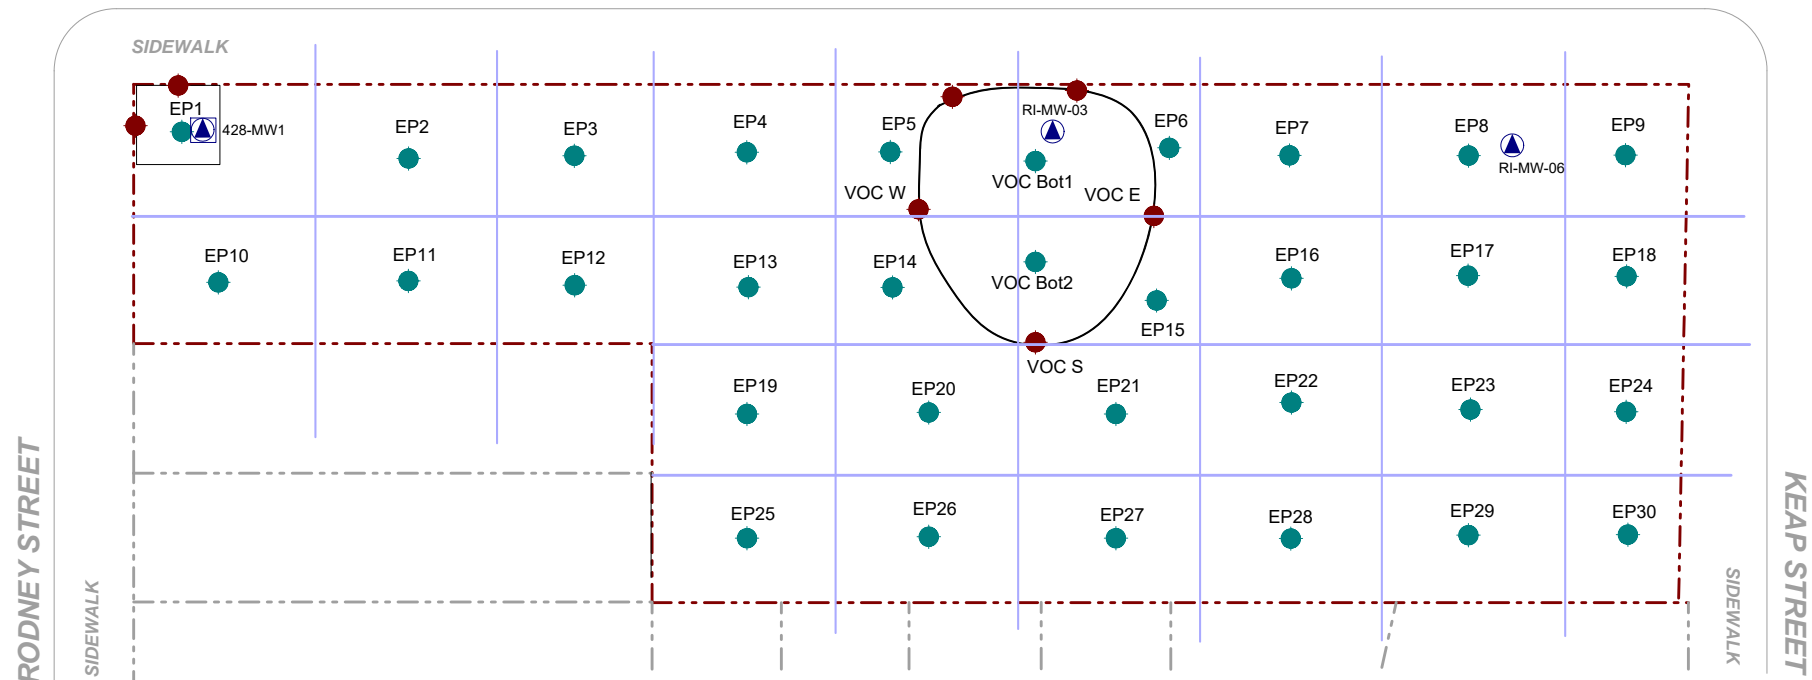 SIDEWALK
EP1
428-MW1
EP2
EP3
EP4
EP5
RI-MW-03
EP6
EP7
EP8
RI-MW-06
EP9
VOC Bot1
VOC W
VOC E
EP10
EP11
EP12
EP13
EP14
VOC Bot2
EP15
EP16
EP17
EP18
VOC S
EP19
EP20
EP21
EP22
EP23
EP24
EP25
EP26
EP27
EP28
EP29
EP30
RODNEY STREET
SIDEWALK
SIDEWALK
KEAP STREET